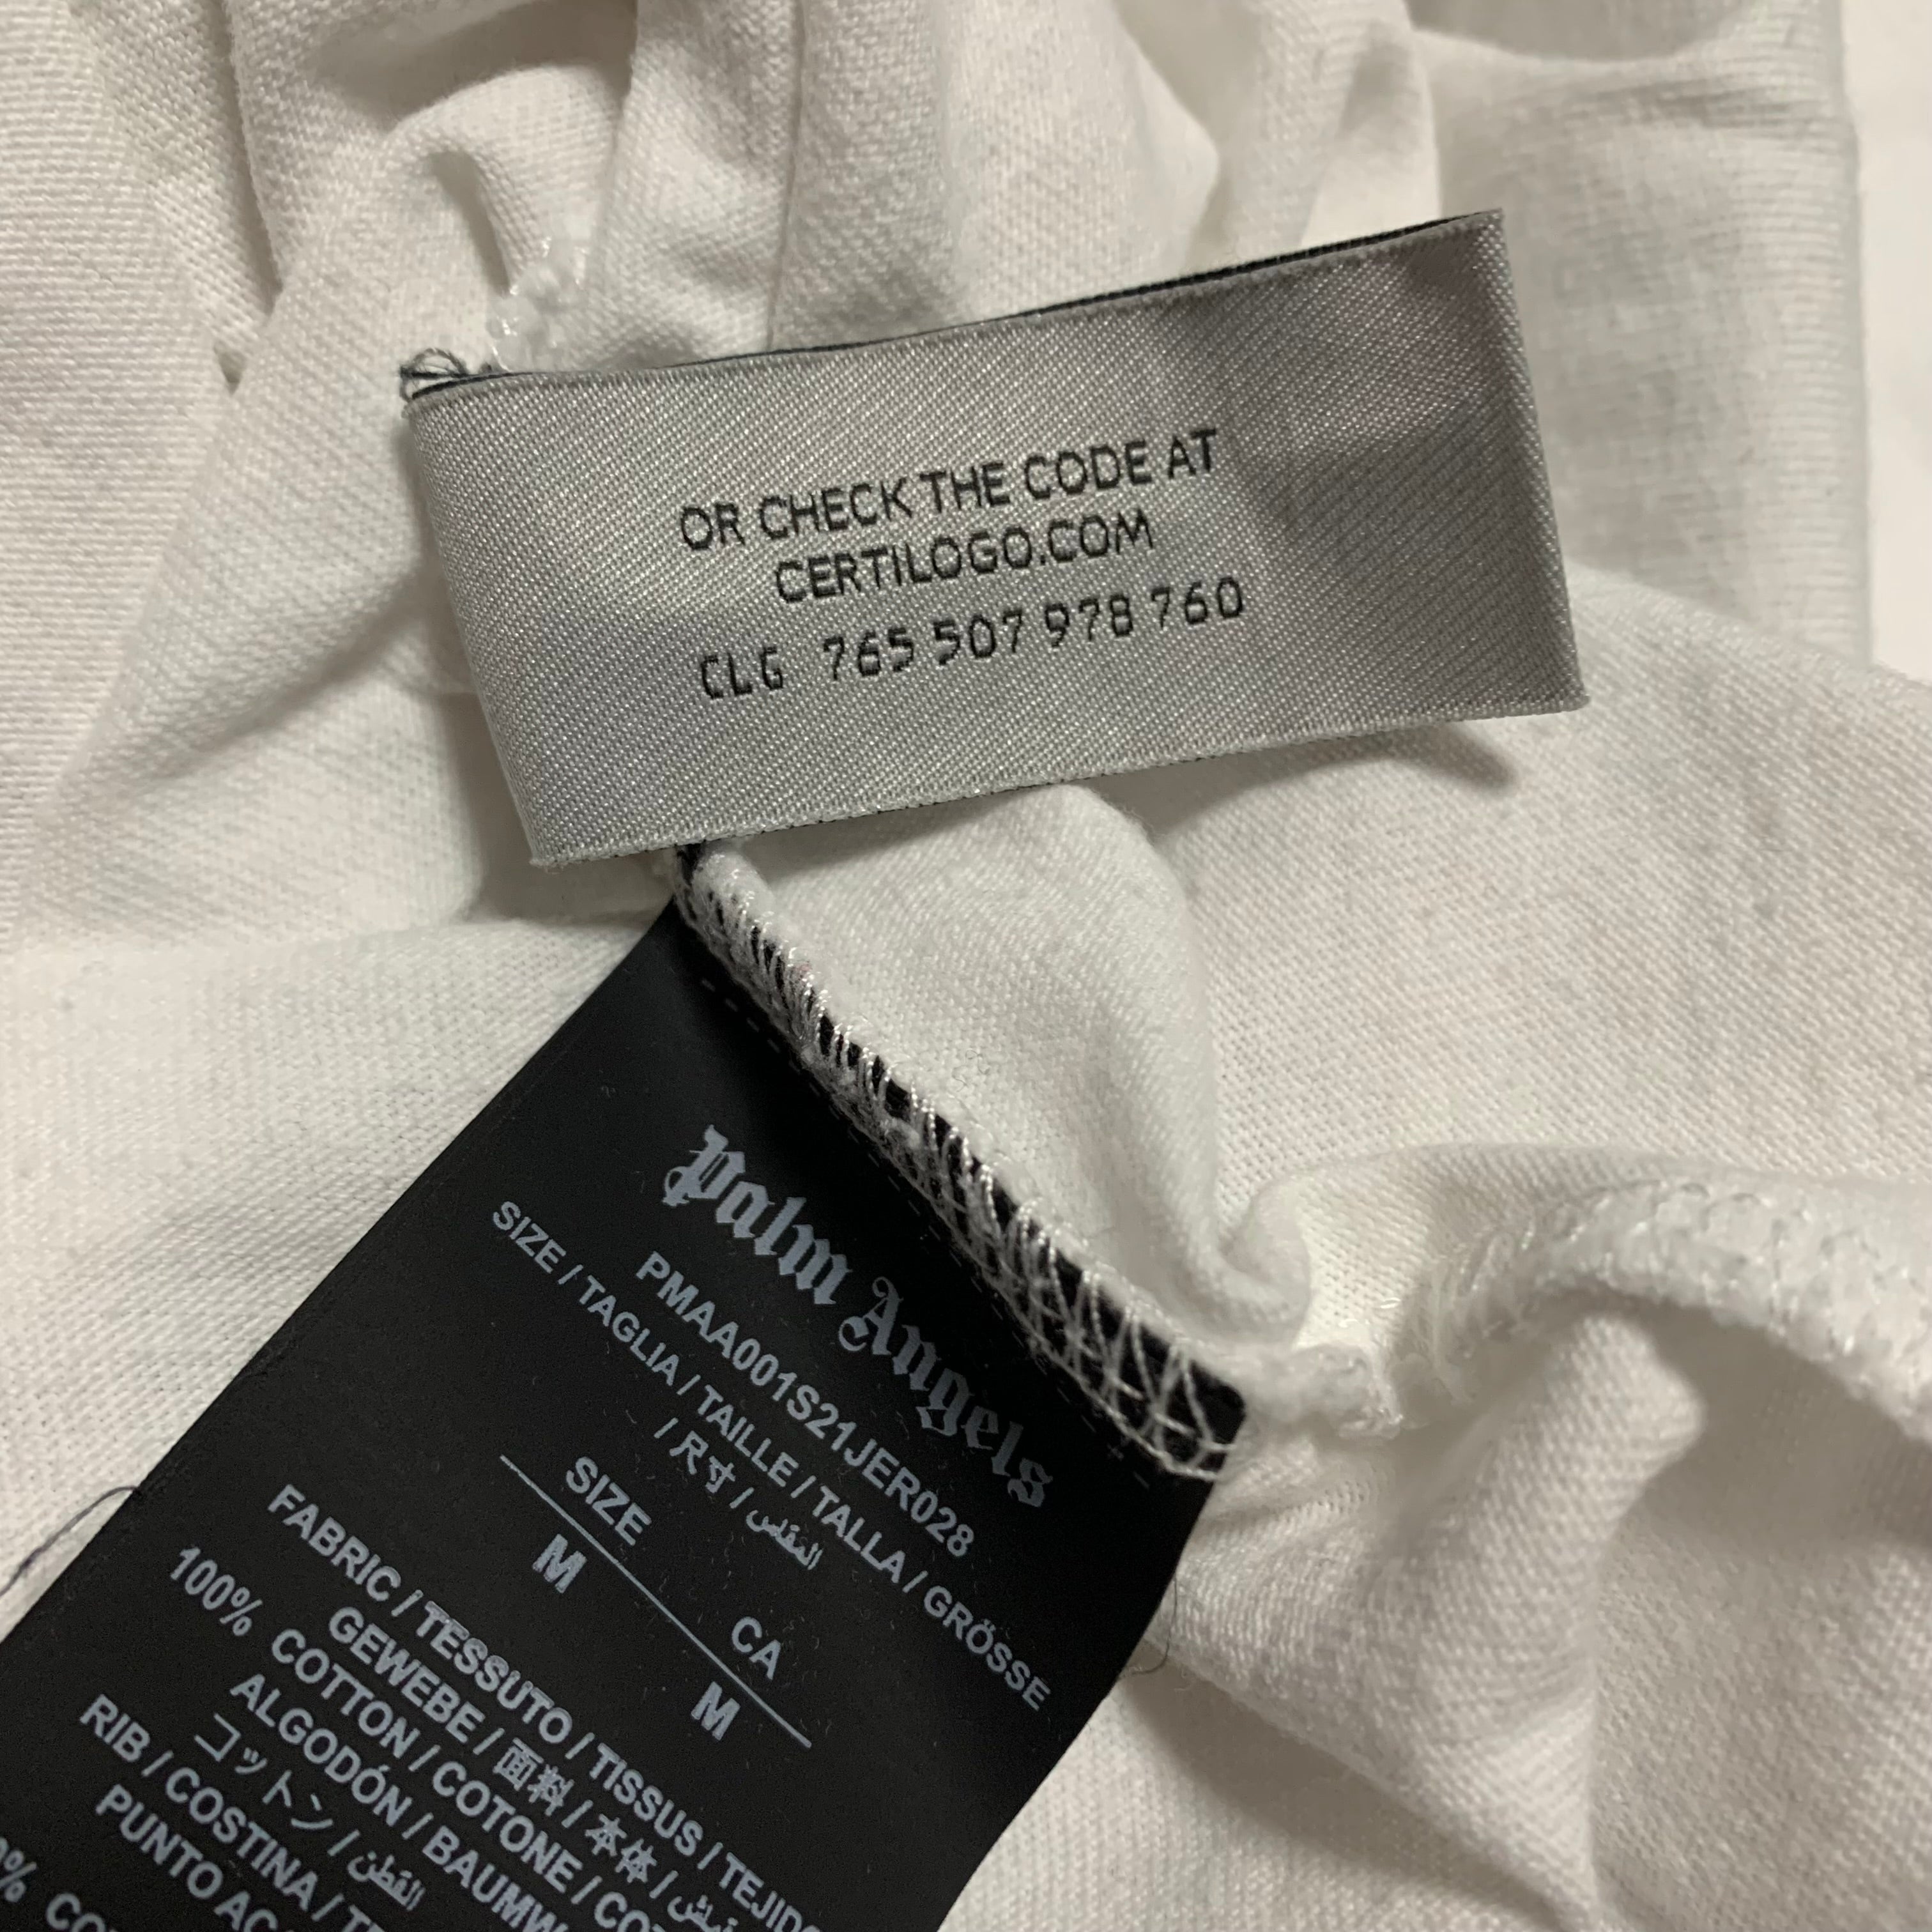 OR CHECK THE CODE AT
CERTILOGO.COM
CLG 765 507 978 760
Palm Angels
PMAA001S21JER028
SIZE / TAGLIA / TAILLE / TALLA / GRÖSSE
/ 尺寸 / المقاس
SIZE CA
M M
FABRIC / TESSUTO / TISSUS / TEJIDO
GEWEBE / 面料 / 本体 /
100% COTTON / COTONE /
ALGODÓN /
コットン / القطن
RIB / COSTINA /
PUNTO